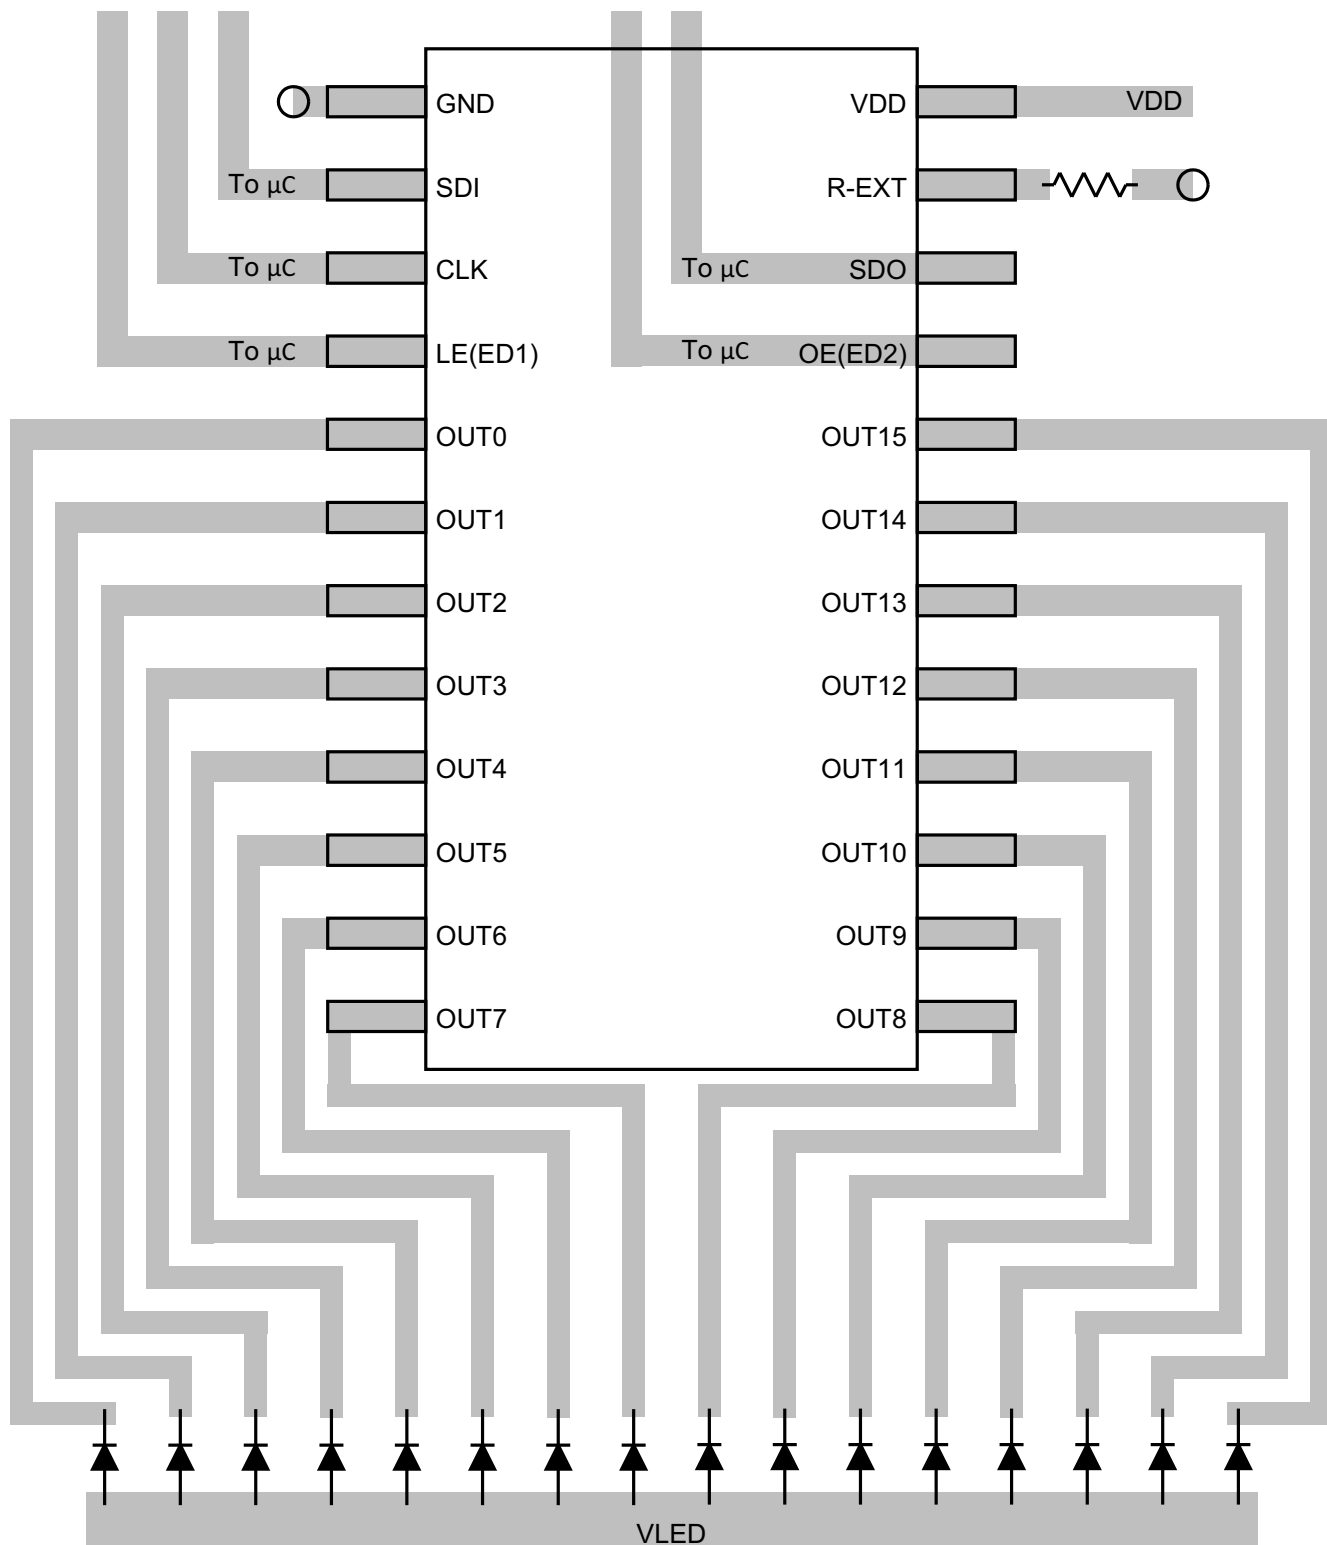 GND VDD VDD
To µC SDI R-EXT
To µC CLK To µC SDO
To µC LE(ED1) To µC OE(ED2)
OUT0 OUT15
OUT1 OUT14
OUT2 OUT13
OUT3 OUT12
OUT4 OUT11
OUT5 OUT10
OUT6 OUT9
OUT7 OUT8
VLED